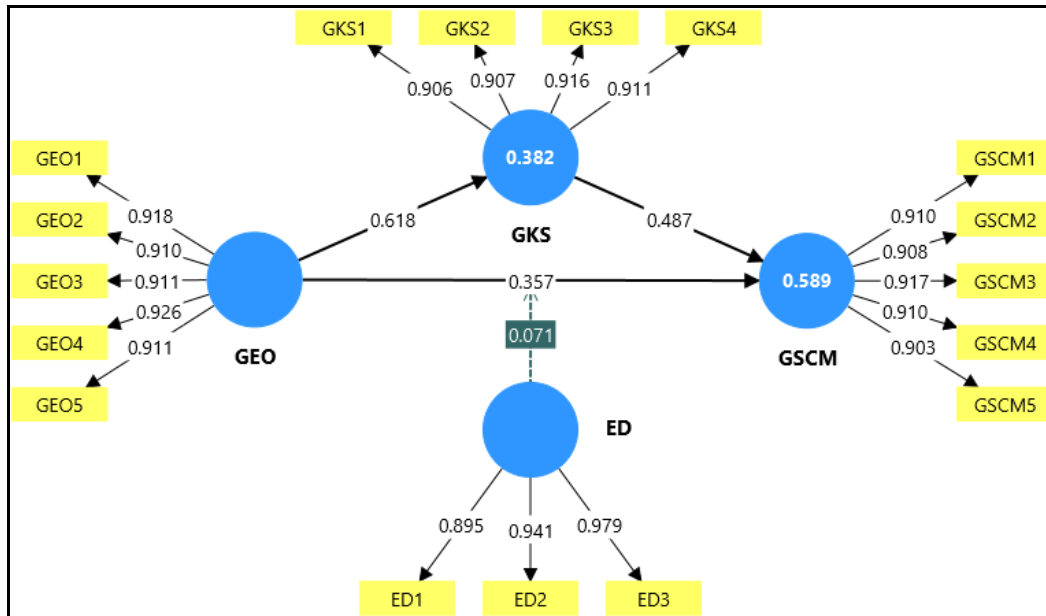 GKS1 GKS2 GKS3 GKS4
0.906 0.907 0.916 0.911
GEO1
GEO2
GEO3
GEO4
GEO5
0.918
0.910
0.911
0.926
0.911
GEO
0.618
0.382
GKS
0.487
0.357
0.071
ED
0.589
GSCM
0.910
0.908
0.917
0.910
0.903
GSCM1
GSCM2
GSCM3
GSCM4
GSCM5
0.895 0.941 0.979
ED1 ED2 ED3